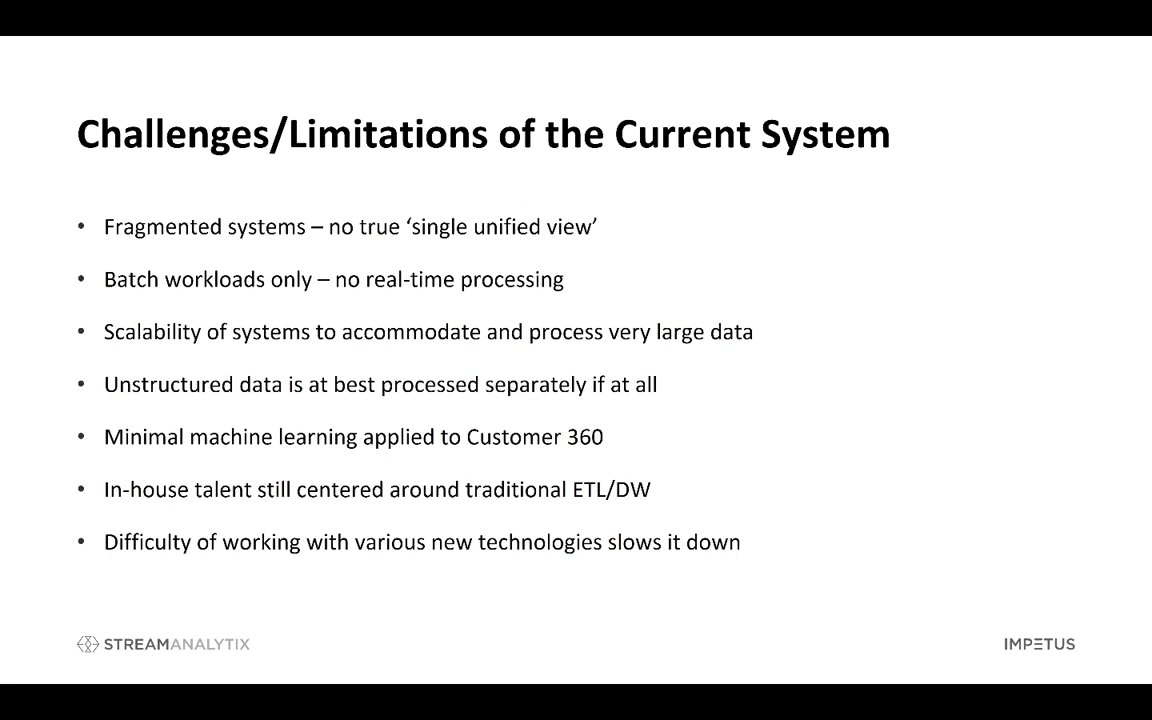 Challenges/Limitations of the Current System
• Fragmented systems – no true ‘single unified view’
• Batch workloads only – no real-time processing
• Scalability of systems to accommodate and process very large data
• Unstructured data is at best processed separately if at all
• Minimal machine learning applied to Customer 360
• In-house talent still centered around traditional ETL/DW
• Difficulty of working with various new technologies slows it down
STREAMANALYTIX
IMPETUS